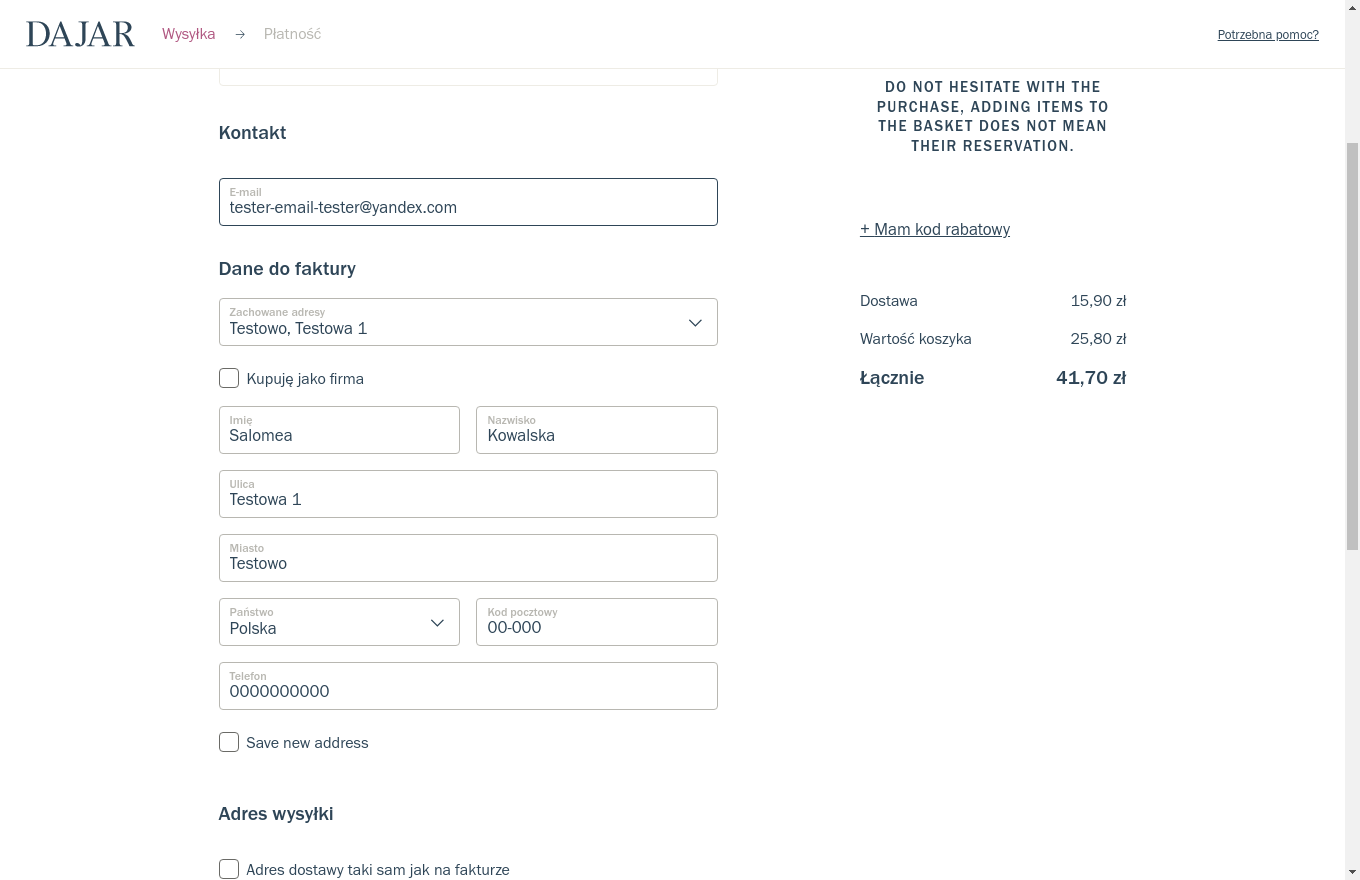 DAJAR
Wysyłka → Płatność
Potrzebna pomoc?
Kontakt
E-mail
tester-email-tester@yandex.com
Dane do faktury
Zachowane adresy
Testowo, Testowa 1
Kupuję jako firma
Imię
Salomea
Nazwisko
Kowalska
Ulica
Testowa 1
Miasto
Testowo
Państwo
Polska
Kod pocztowy
00-000
Telefon
0000000000
Save new address
Adres wysyłki
Adres dostawy taki sam jak na fakturze
DO NOT HESITATE WITH THE
PURCHASE, ADDING ITEMS TO
THE BASKET DOES NOT MEAN
THEIR RESERVATION.
+ Mam kod rabatowy
Dostawa 15,90 zł
Wartość koszyka 25,80 zł
Łącznie 41,70 zł